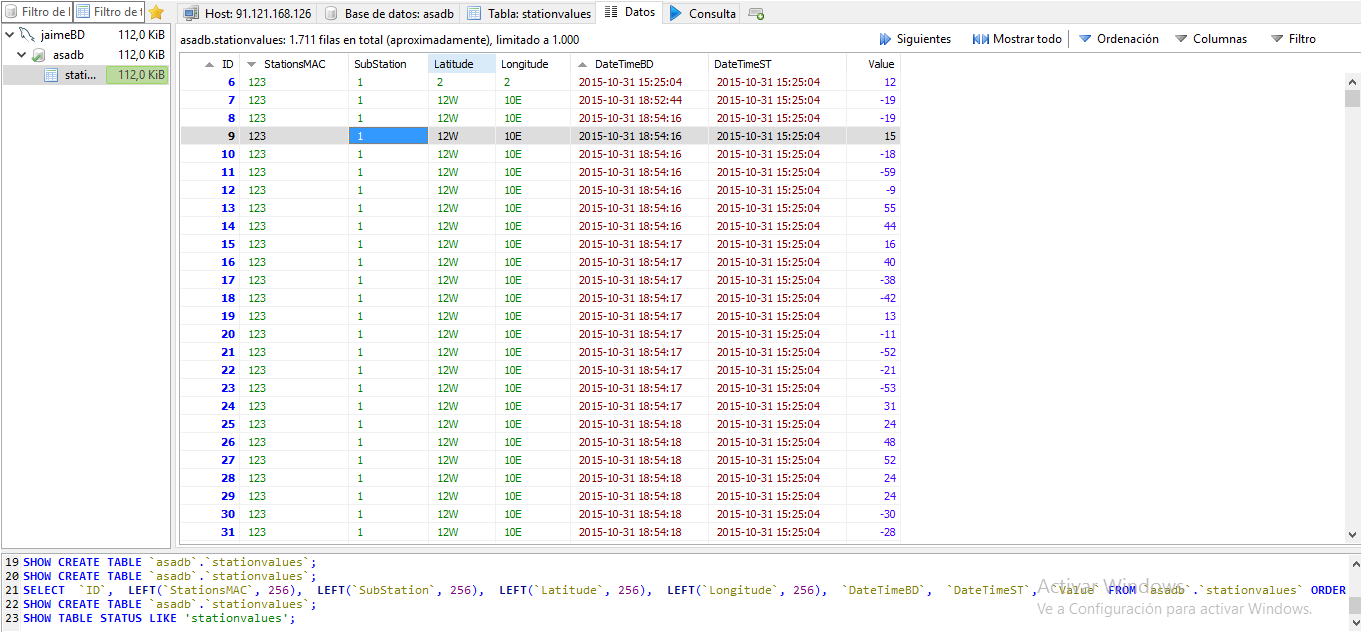 Filtro de l Filtro de t Host: 91.121.168.126 Base de datos: asadb Tabla: stationvalues Datos Consulta
jaimeBD 112,0 KiB
asadb 112,0 KiB
stati... 112,0 KiB
asadb.stationvalues: 1.711 filas en total (aproximadamente), limitado a 1.000 Siguientes Mostrar todo Ordenación Columnas Filtro
ID StationsMAC SubStation Latitude Longitude DateTimeBD DateTimeST Value
6 123 1 2 2 2015-10-31 15:25:04 2015-10-31 15:25:04 12
7 123 1 12W 10E 2015-10-31 18:52:44 2015-10-31 15:25:04 -19
8 123 1 12W 10E 2015-10-31 18:54:16 2015-10-31 15:25:04 -19
9 123 1 12W 10E 2015-10-31 18:54:16 2015-10-31 15:25:04 15
10 123 1 12W 10E 2015-10-31 18:54:16 2015-10-31 15:25:04 -18
11 123 1 12W 10E 2015-10-31 18:54:16 2015-10-31 15:25:04 -59
12 123 1 12W 10E 2015-10-31 18:54:16 2015-10-31 15:25:04 -9
13 123 1 12W 10E 2015-10-31 18:54:16 2015-10-31 15:25:04 55
14 123 1 12W 10E 2015-10-31 18:54:16 2015-10-31 15:25:04 44
15 123 1 12W 10E 2015-10-31 18:54:17 2015-10-31 15:25:04 16
16 123 1 12W 10E 2015-10-31 18:54:17 2015-10-31 15:25:04 40
17 123 1 12W 10E 2015-10-31 18:54:17 2015-10-31 15:25:04 -38
18 123 1 12W 10E 2015-10-31 18:54:17 2015-10-31 15:25:04 -42
19 123 1 12W 10E 2015-10-31 18:54:17 2015-10-31 15:25:04 13
20 123 1 12W 10E 2015-10-31 18:54:17 2015-10-31 15:25:04 -11
21 123 1 12W 10E 2015-10-31 18:54:17 2015-10-31 15:25:04 -52
22 123 1 12W 10E 2015-10-31 18:54:17 2015-10-31 15:25:04 -21
23 123 1 12W 10E 2015-10-31 18:54:17 2015-10-31 15:25:04 -53
24 123 1 12W 10E 2015-10-31 18:54:17 2015-10-31 15:25:04 31
25 123 1 12W 10E 2015-10-31 18:54:18 2015-10-31 15:25:04 24
26 123 1 12W 10E 2015-10-31 18:54:18 2015-10-31 15:25:04 48
27 123 1 12W 10E 2015-10-31 18:54:18 2015-10-31 15:25:04 52
28 123 1 12W 10E 2015-10-31 18:54:18 2015-10-31 15:25:04 24
29 123 1 12W 10E 2015-10-31 18:54:18 2015-10-31 15:25:04 24
30 123 1 12W 10E 2015-10-31 18:54:18 2015-10-31 15:25:04 -30
31 123 1 12W 10E 2015-10-31 18:54:18 2015-10-31 15:25:04 -28
19 SHOW CREATE TABLE `asadb`.`stationvalues`;
20 SHOW CREATE TABLE `asadb`.`stationvalues`;
21 SELECT `ID`, LEFT(`StationsMAC`, 256), LEFT(`SubStation`, 256), LEFT(`Latitude`, 256), LEFT(`Longitude`, 256), `DateTimeBD`, `DateTimeST`, `Value` FROM `asadb`.`stationvalues` ORDER
22 SHOW CREATE TABLE `asadb`.`stationvalues`;
23 SHOW TABLE STATUS LIKE 'stationvalues';
Activar Windows
Ve a Configuración para activar Windows.